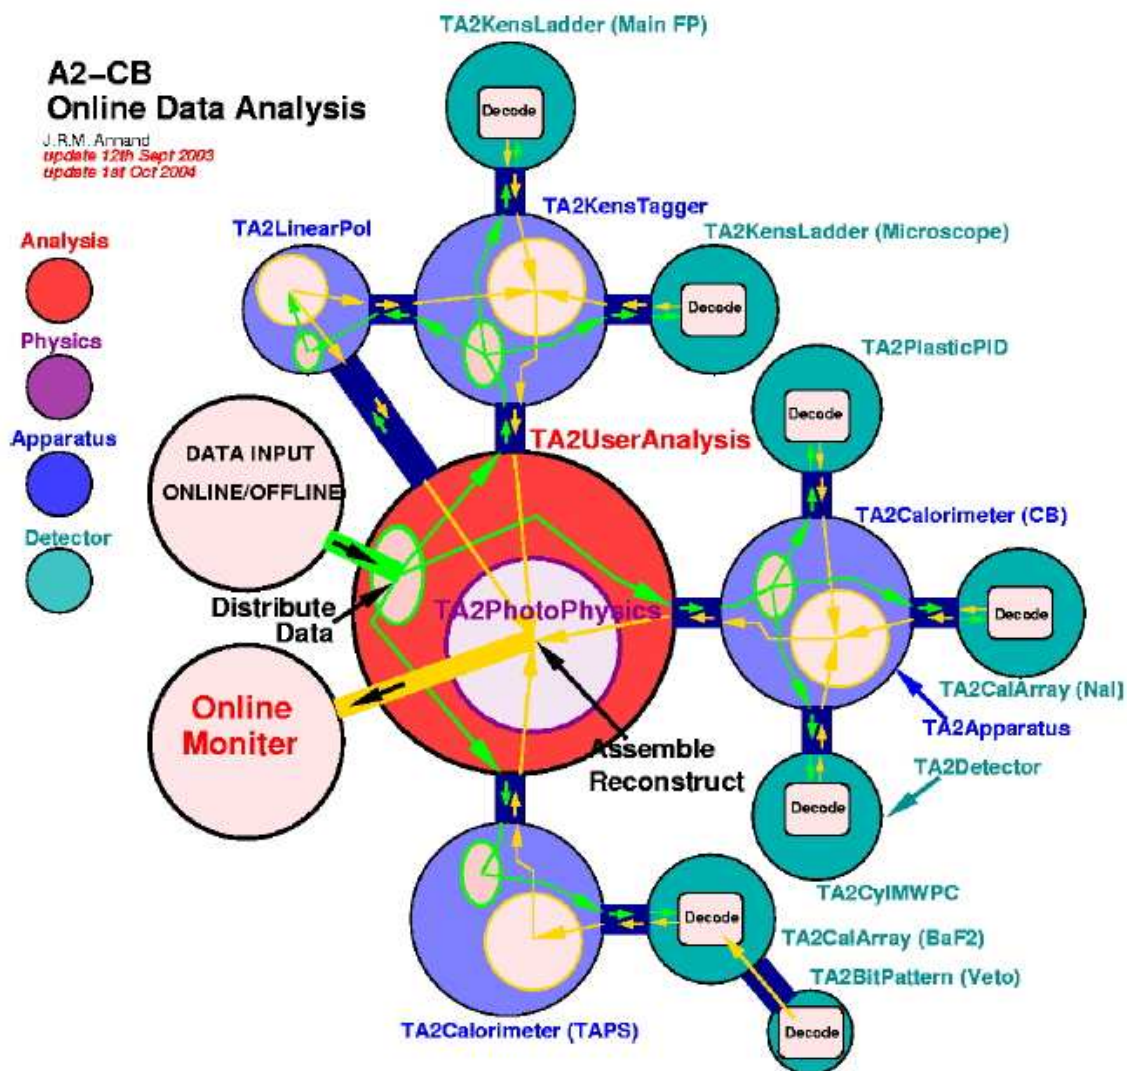 TA2KensLadder (Main FP)
A2-CB
Online Data Analysis
J.R.M. Annand
update 12th Sept 2003
update 1st Oct 2004
Decode
TA2KensTagger
TA2LinearPol
TA2KensLadder (Microscope)
Analysis
Decode
Physics
TA2PlasticPID
Decode
Apparatus
TA2UserAnalysis
DATA INPUT
ONLINE/OFFLINE
TA2Calorimeter (CB)
Detector
Distribute
Data
TA2PhotoPhysics
Decode
TA2CalArray (NaI)
Online
Moniter
TA2Apparatus
Assemble
Reconstruct
TA2Detector
Decode
TA2CylMWPC
Decode
TA2CalArray (BaF2)
TA2BitPattern (Veto)
TA2Calorimeter (TAPS)
Decode